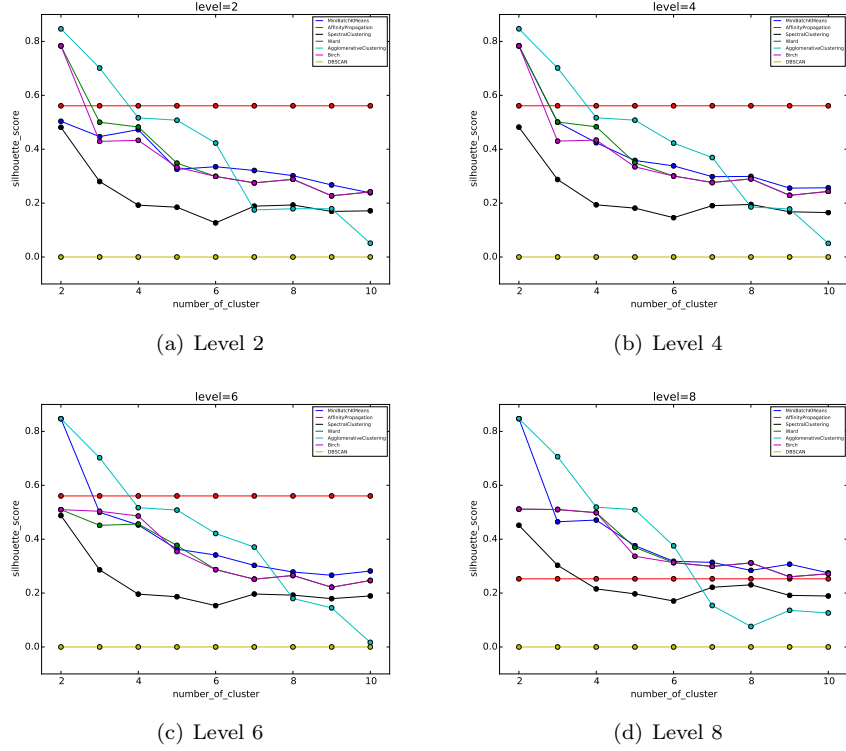 level=2
MiniBatchKMeans
AffinityPropagation
SpectralClustering
Ward
AgglomerativeClustering
Birch
DBSCAN
0.8
0.6
0.4
0.2
0.0
silhouette_score
2 4 6 8 10
number_of_cluster
(a) Level 2
level=4
MiniBatchKMeans
AffinityPropagation
SpectralClustering
Ward
AgglomerativeClustering
Birch
DBSCAN
0.8
0.6
0.4
0.2
0.0
silhouette_score
2 4 6 8 10
number_of_cluster
(b) Level 4
level=6
MiniBatchKMeans
AffinityPropagation
SpectralClustering
Ward
AgglomerativeClustering
Birch
DBSCAN
0.8
0.6
0.4
0.2
0.0
silhouette_score
2 4 6 8 10
number_of_cluster
(c) Level 6
level=8
MiniBatchKMeans
AffinityPropagation
SpectralClustering
Ward
AgglomerativeClustering
Birch
DBSCAN
0.8
0.6
0.4
0.2
0.0
silhouette_score
2 4 6 8 10
number_of_cluster
(d) Level 8